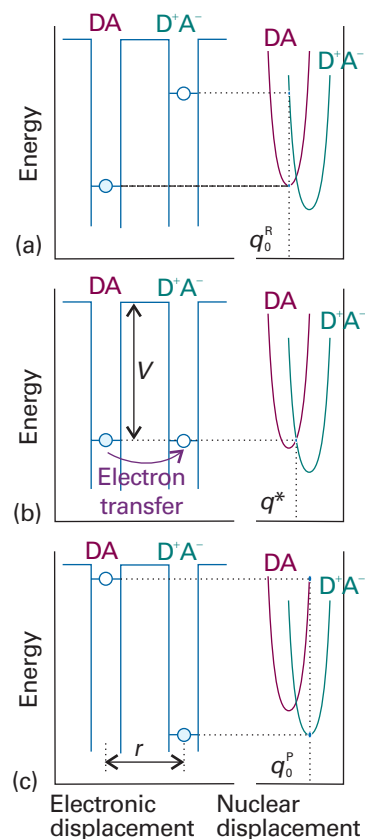 DA
D⁺A⁻
DA
D⁺A⁻
Energy
q₀ᴿ
(a)
DA
D⁺A⁻
DA
D⁺A⁻
V
Energy
Electron
transfer
q*
(b)
DA
D⁺A⁻
DA
D⁺A⁻
Energy
r
q₀ᴾ
(c)
Electronic
displacement
Nuclear
displacement